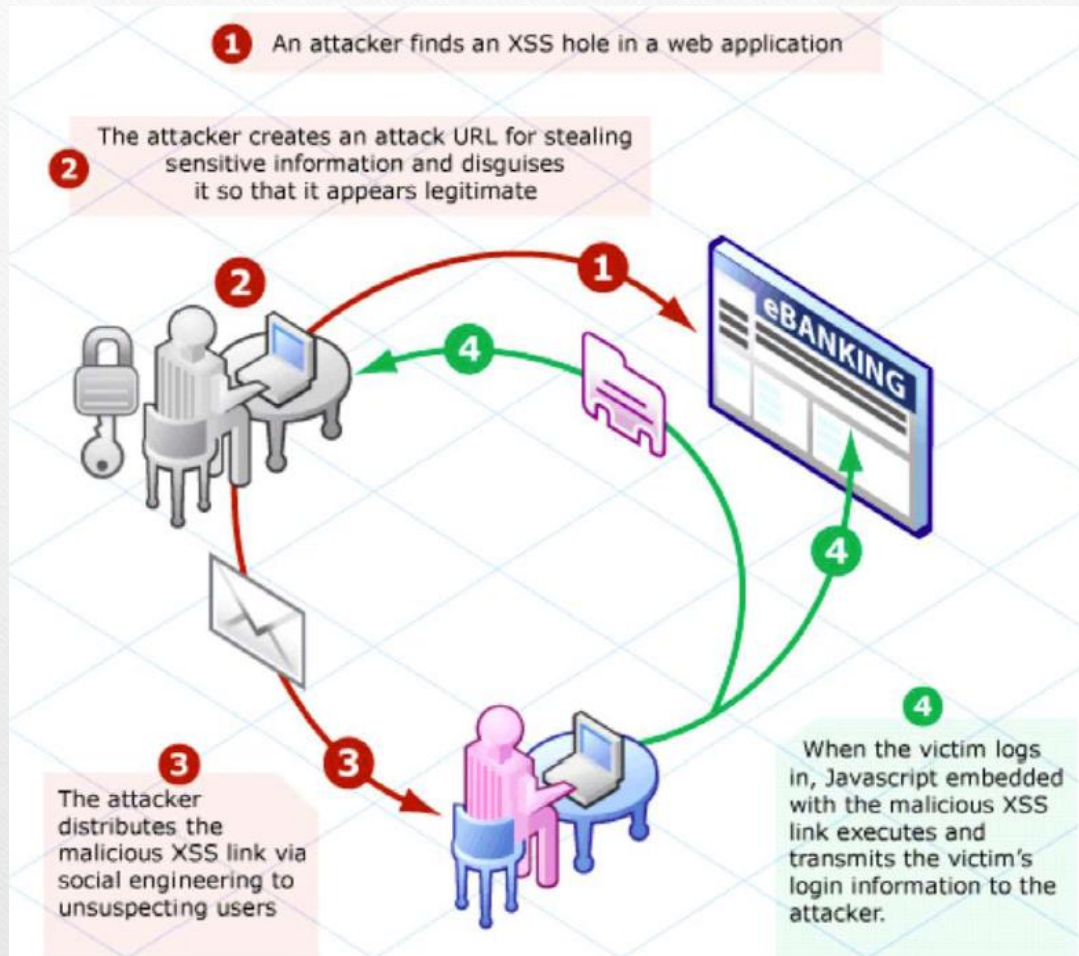 1 An attacker finds an XSS hole in a web application
The attacker creates an attack URL for stealing
2 sensitive information and disguises
it so that it appears legitimate
2
1
4
eBANKING
4
3
3
The attacker
distributes the
malicious XSS link via
social engineering to
unsuspecting users
4
When the victim logs
in, Javascript embedded
with the malicious XSS
link executes and
transmits the victim's
login information to the
attacker.